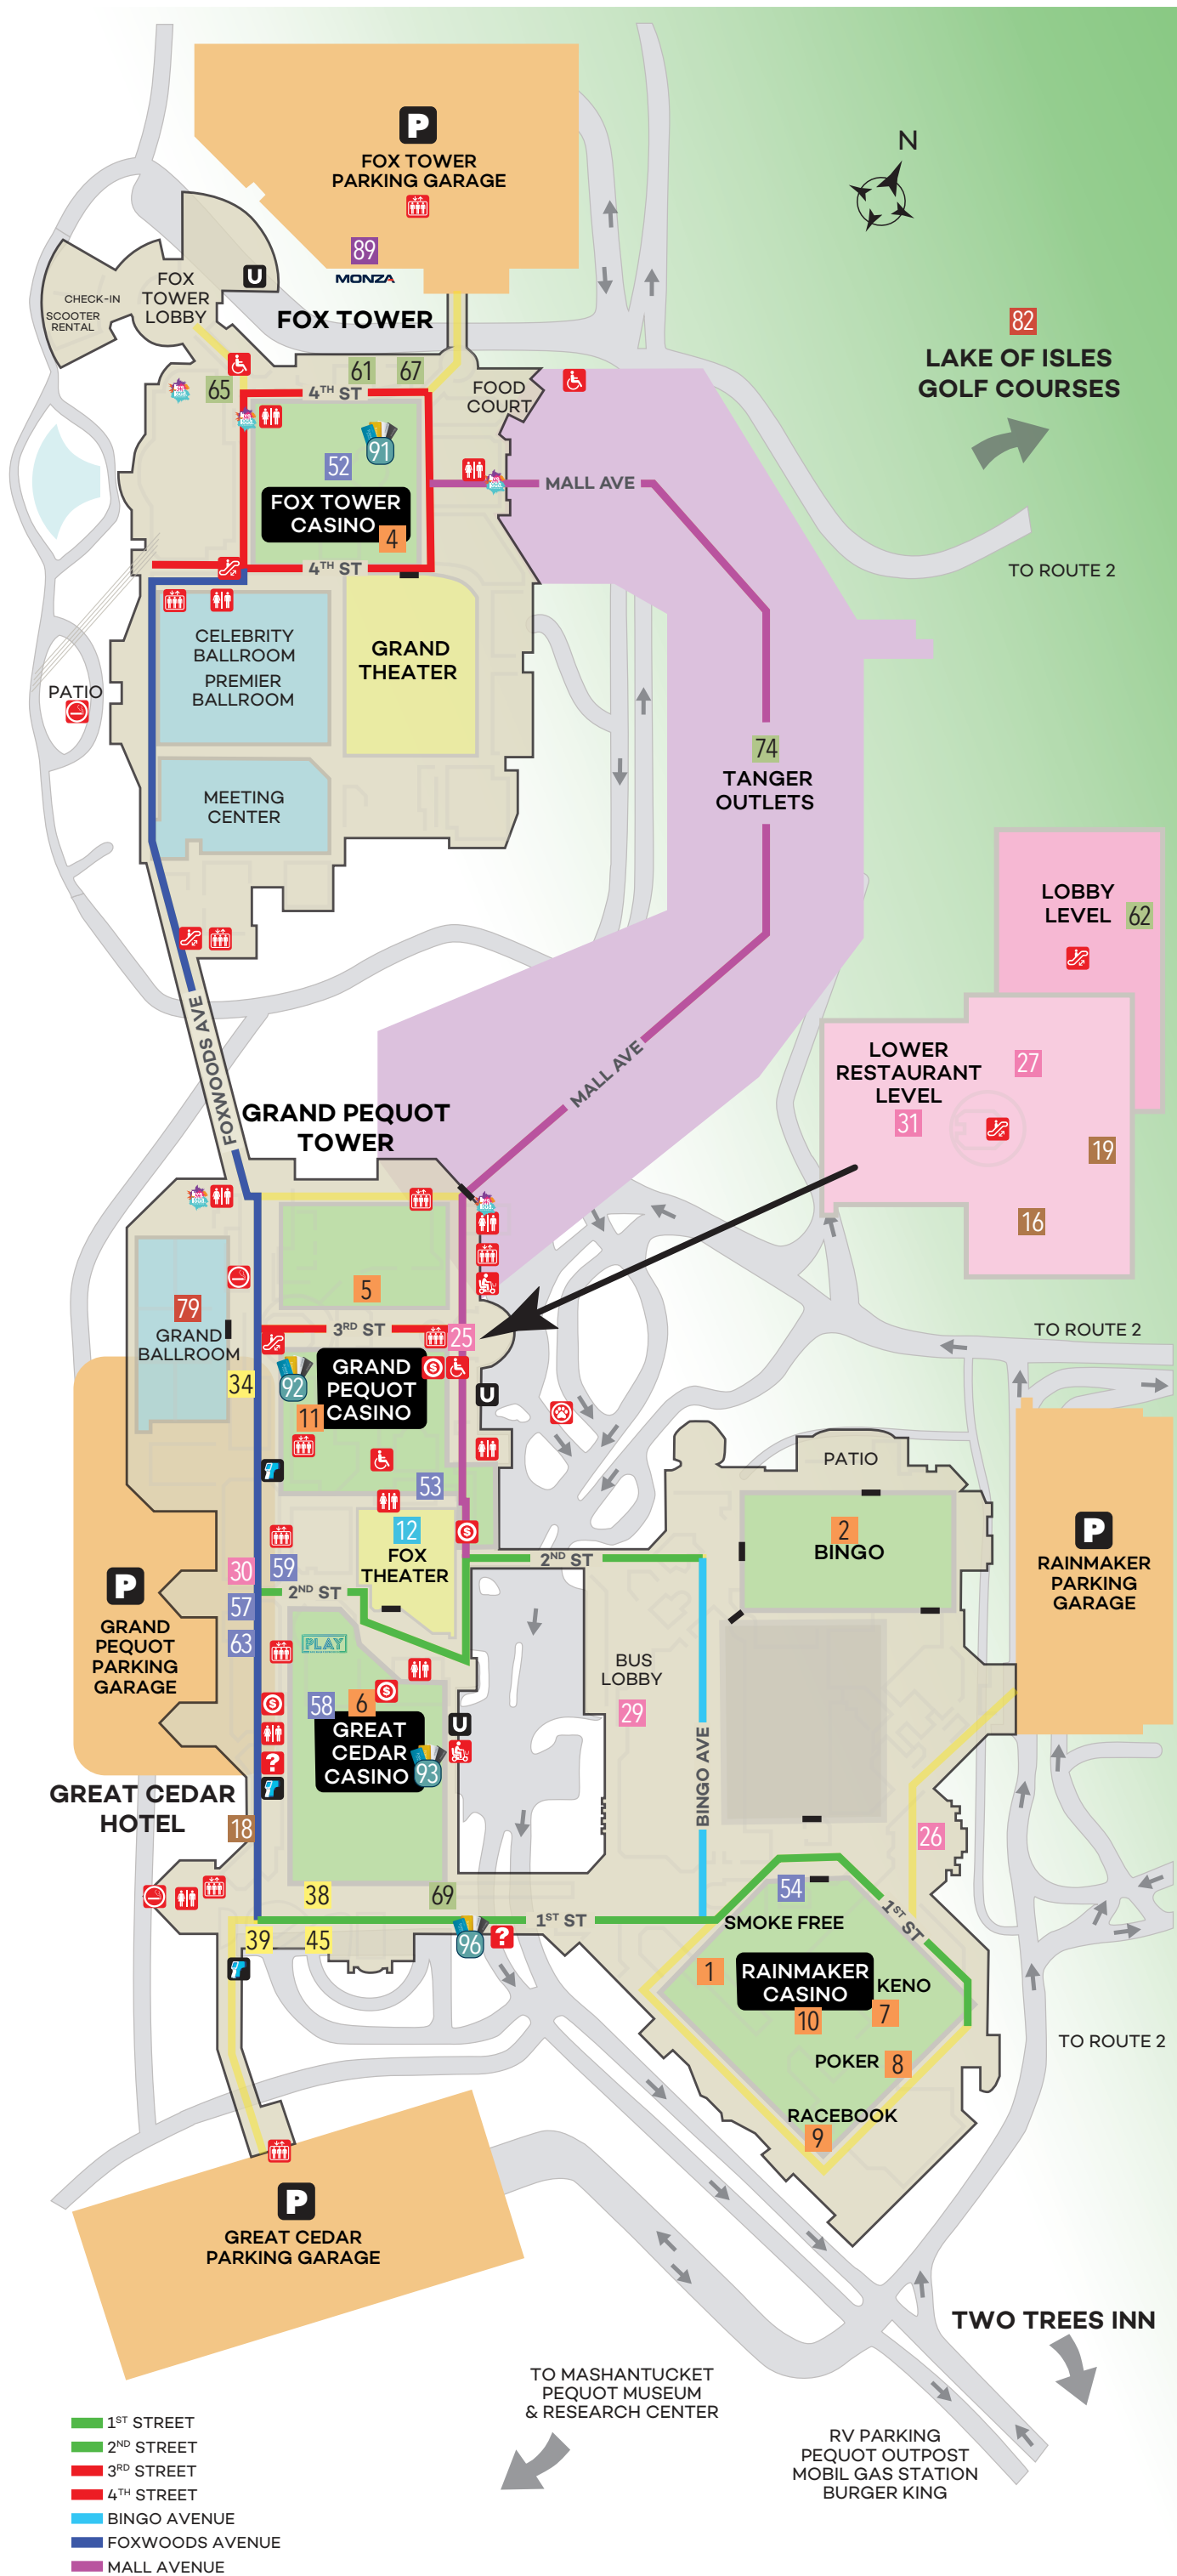 P
FOX TOWER
PARKING GARAGE
N
89
MONZA
U
FOX
TOWER
LOBBY
CHECK-IN
SCOOTER
RENTAL
FOX TOWER
82
LAKE OF ISLES
GOLF COURSES
61
67
65
4TH ST
FOOD
COURT
91
52
MALL AVE
FOX TOWER
CASINO
4
4TH ST
TO ROUTE 2
CELEBRITY
BALLROOM
PREMIER
BALLROOM
GRAND
THEATER
PATIO
74
TANGER
OUTLETS
MEETING
CENTER
LOBBY
LEVEL
62
FOXWOODS AVE
MALL AVE
LOWER
RESTAURANT
LEVEL
27
31
19
16
GRAND PEQUOT
TOWER
5
79
GRAND
BALLROOM
3RD ST
25
TO ROUTE 2
34
92
GRAND
PEQUOT
CASINO
11
U
PATIO
53
12
FOX
THEATER
2
BINGO
P
RAINMAKER
PARKING
GARAGE
2ND ST
30
59
2ND ST
57
63
P
GRAND
PEQUOT
PARKING
GARAGE
PLAY
BUS
LOBBY
29
58
6
GREAT
CEDAR
CASINO
93
U
?
BINGO AVE
GREAT CEDAR
HOTEL
18
26
38
69
54
SMOKE FREE
1ST ST
1ST ST
39
45
96
?
1
RAINMAKER
CASINO
KENO
10
7
POKER
8
TO ROUTE 2
RACEBOOK
9
P
GREAT CEDAR
PARKING GARAGE
TWO TREES INN
TO MASHANTUCKET
PEQUOT MUSEUM
& RESEARCH CENTER
RV PARKING
PEQUOT OUTPOST
MOBIL GAS STATION
BURGER KING
1ST STREET
2ND STREET
3RD STREET
4TH STREET
BINGO AVENUE
FOXWOODS AVENUE
MALL AVENUE